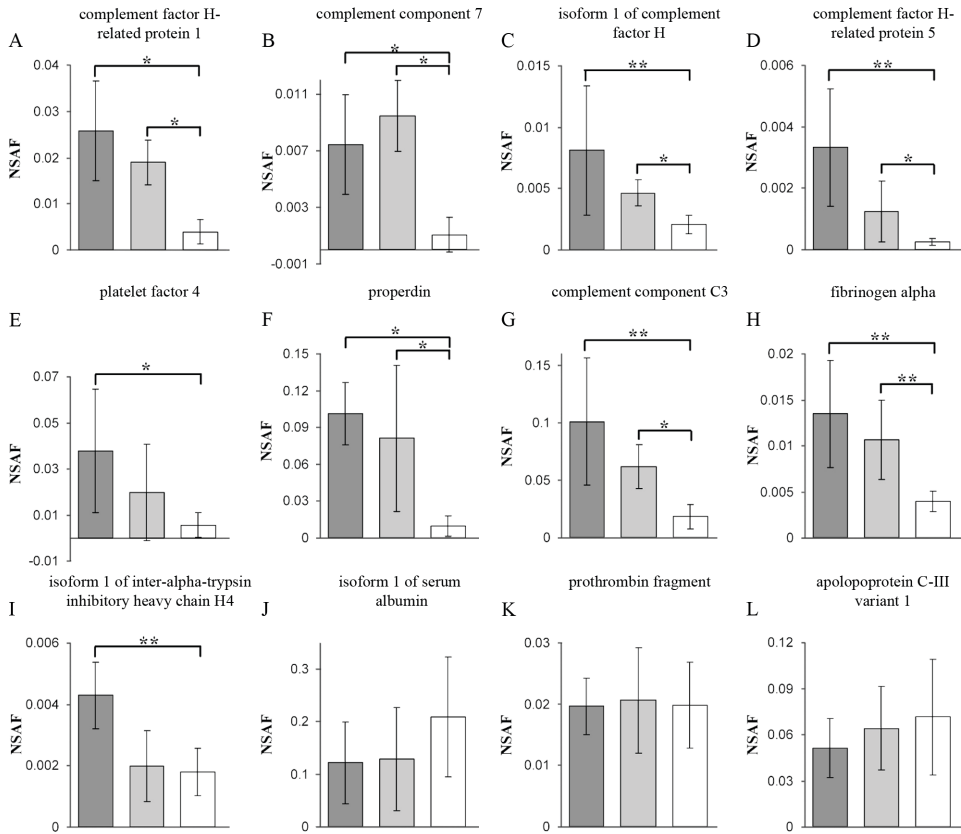 complement factor H-
related protein 1
A
0.04
0.03
0.02
0.01
0
NSAF
*
*
complement component 7
B
0.011
0.007
0.003
-0.001
NSAF
*
*
isoform 1 of complement
factor H
C
0.015
0.01
0.005
0
NSAF
**
*
complement factor H-
related protein 5
D
0.006
0.004
0.002
0
NSAF
**
*
platelet factor 4
E
0.07
0.05
0.03
0.01
-0.01
NSAF
*
properdin
F
0.15
0.12
0.09
0.06
0.03
0
NSAF
*
*
complement component C3
G
0.15
0.1
0.05
0
NSAF
**
*
fibrinogen alpha
H
0.02
0.015
0.01
0.005
0
NSAF
**
**
isoform 1 of inter-alpha-trypsin
inhibitory heavy chain H4
I
0.006
0.004
0.002
0
NSAF
**
isoform 1 of serum
albumin
J
0.3
0.2
0.1
0
NSAF
prothrombin fragment
K
0.03
0.02
0.01
0
NSAF
apolopoprotein C-III
variant 1
L
0.12
0.09
0.06
0.03
0
NSAF